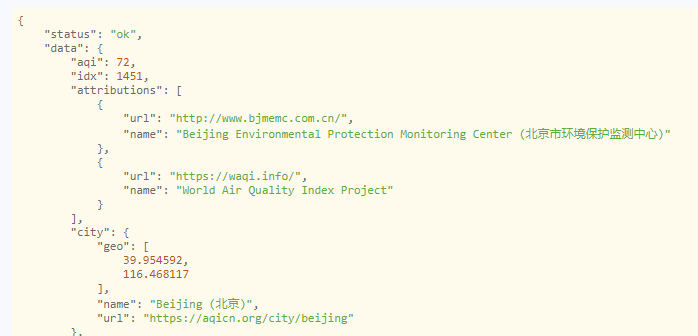 {
    "status": "ok",
    "data": {
        "aqi": 72,
        "idx": 1451,
        "attributions": [
            {
                "url": "http://www.bjmemc.com.cn/",
                "name": "Beijing Environmental Protection Monitoring Center (北京市环境保护监测中心)"
            },
            {
                "url": "https://waqi.info/",
                "name": "World Air Quality Index Project"
            }
        ],
        "city": {
            "geo": [
                39.954592,
                116.468117
            ],
            "name": "Beijing (北京)",
            "url": "https://aqicn.org/city/beijing"
        },